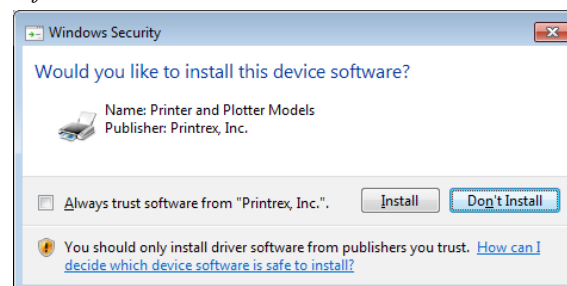 Windows Security
Would you like to install this device software?
Name: Printer and Plotter Models
Publisher: Printrex, Inc.
Always trust software from "Printrex, Inc.".
Install
Don't Install
You should only install driver software from publishers you trust. How can I
decide which device software is safe to install?